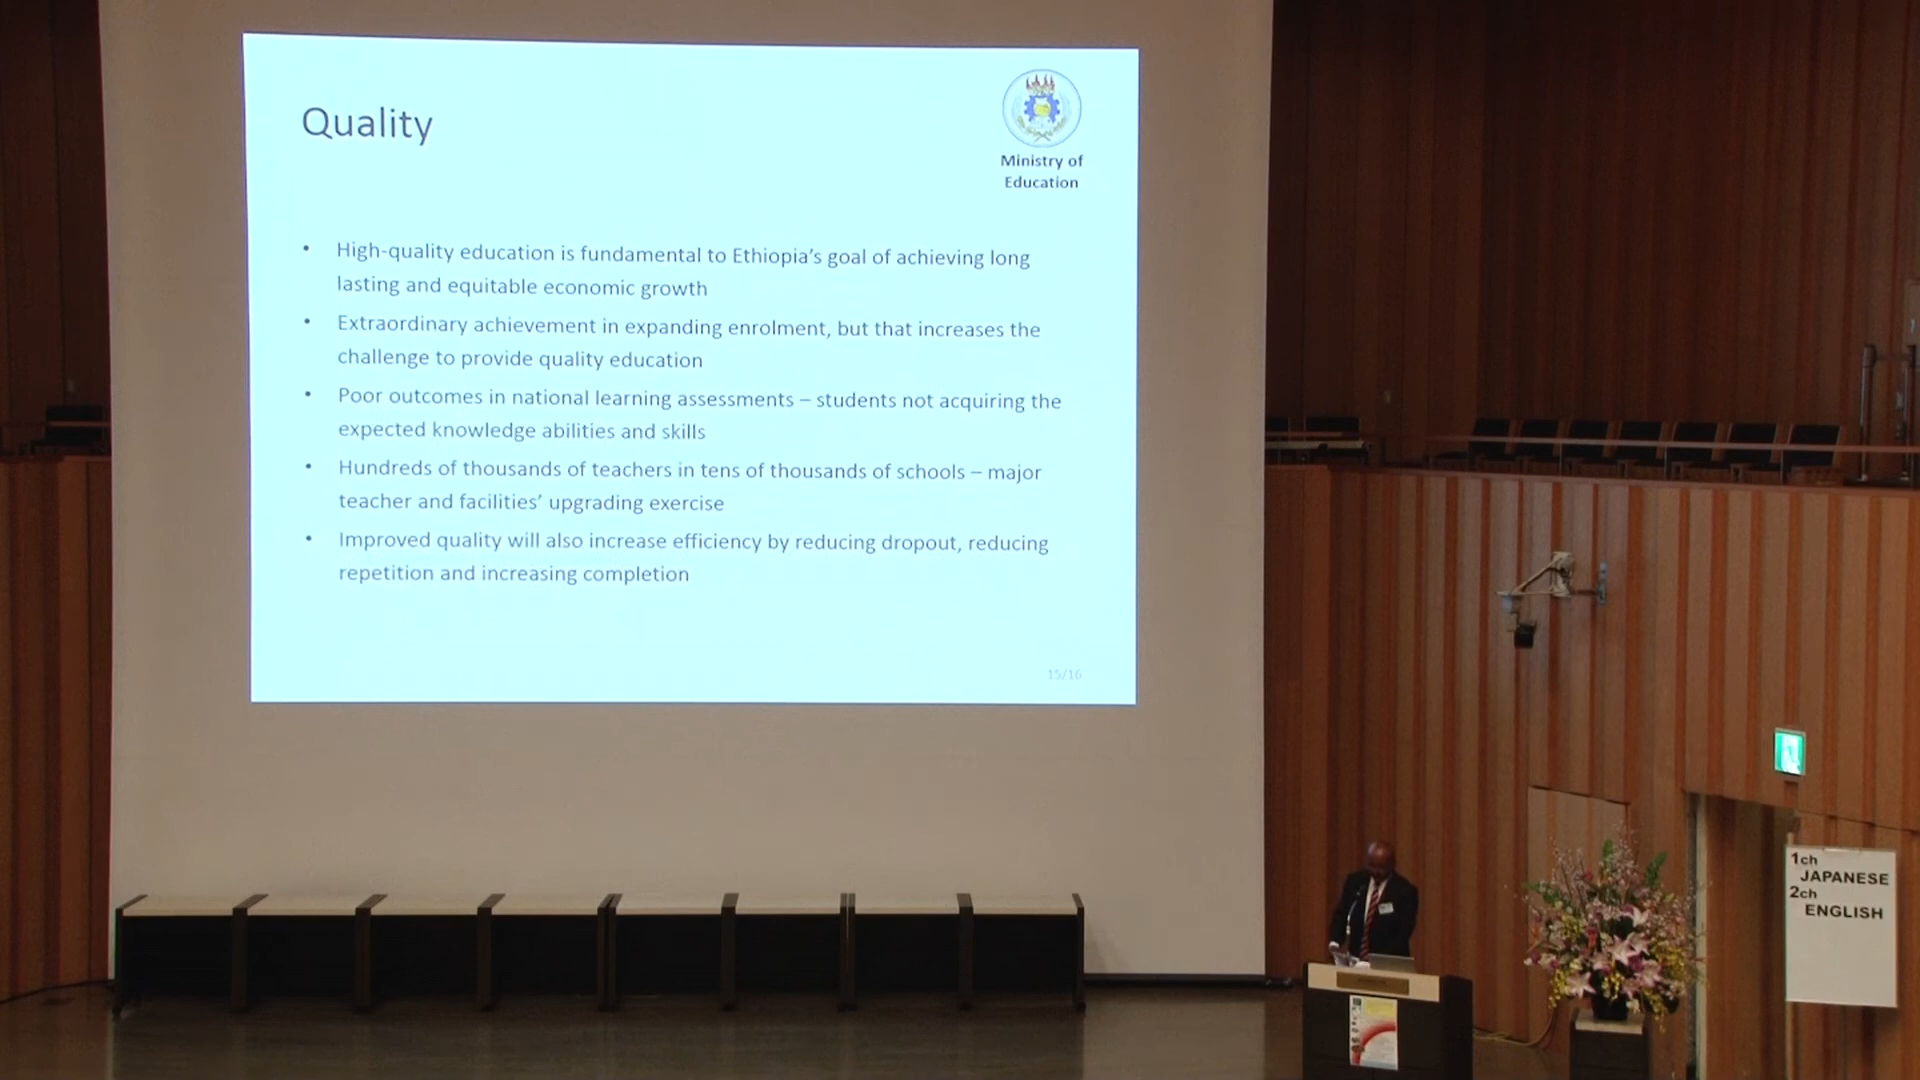 Quality
Ministry of
Education
• High-quality education is fundamental to Ethiopia's goal of achieving long
lasting and equitable economic growth
• Extraordinary achievement in expanding enrolment, but that increases the
challenge to provide quality education
• Poor outcomes in national learning assessments – students not acquiring the
expected knowledge abilities and skills
• Hundreds of thousands of teachers in tens of thousands of schools – major
teacher and facilities' upgrading exercise
• Improved quality will also increase efficiency by reducing dropout, reducing
repetition and increasing completion
15/16
1ch
JAPANESE
2ch
ENGLISH